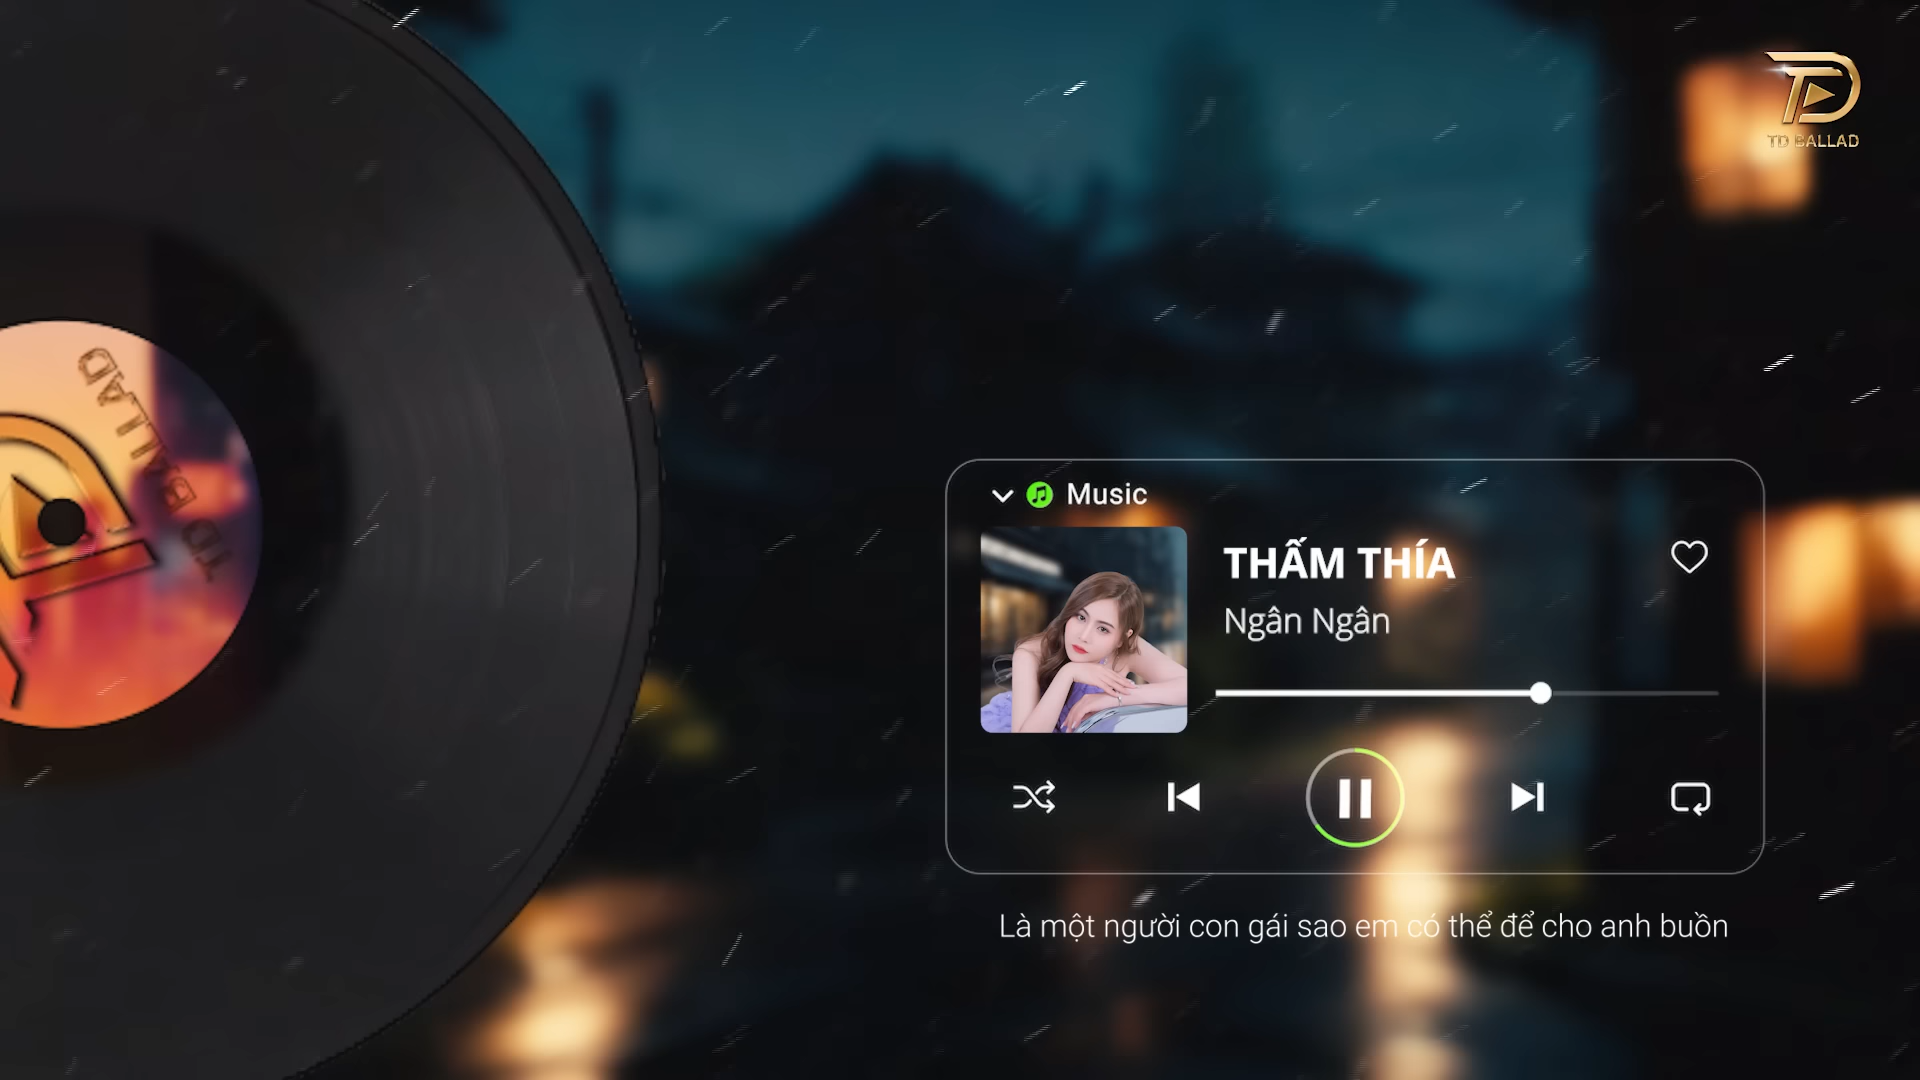 TD BALLAD
TD BALLAD
Music
THẤM THÍA
Ngân Ngân
Là một người con gái sao em có thể để cho anh buồn